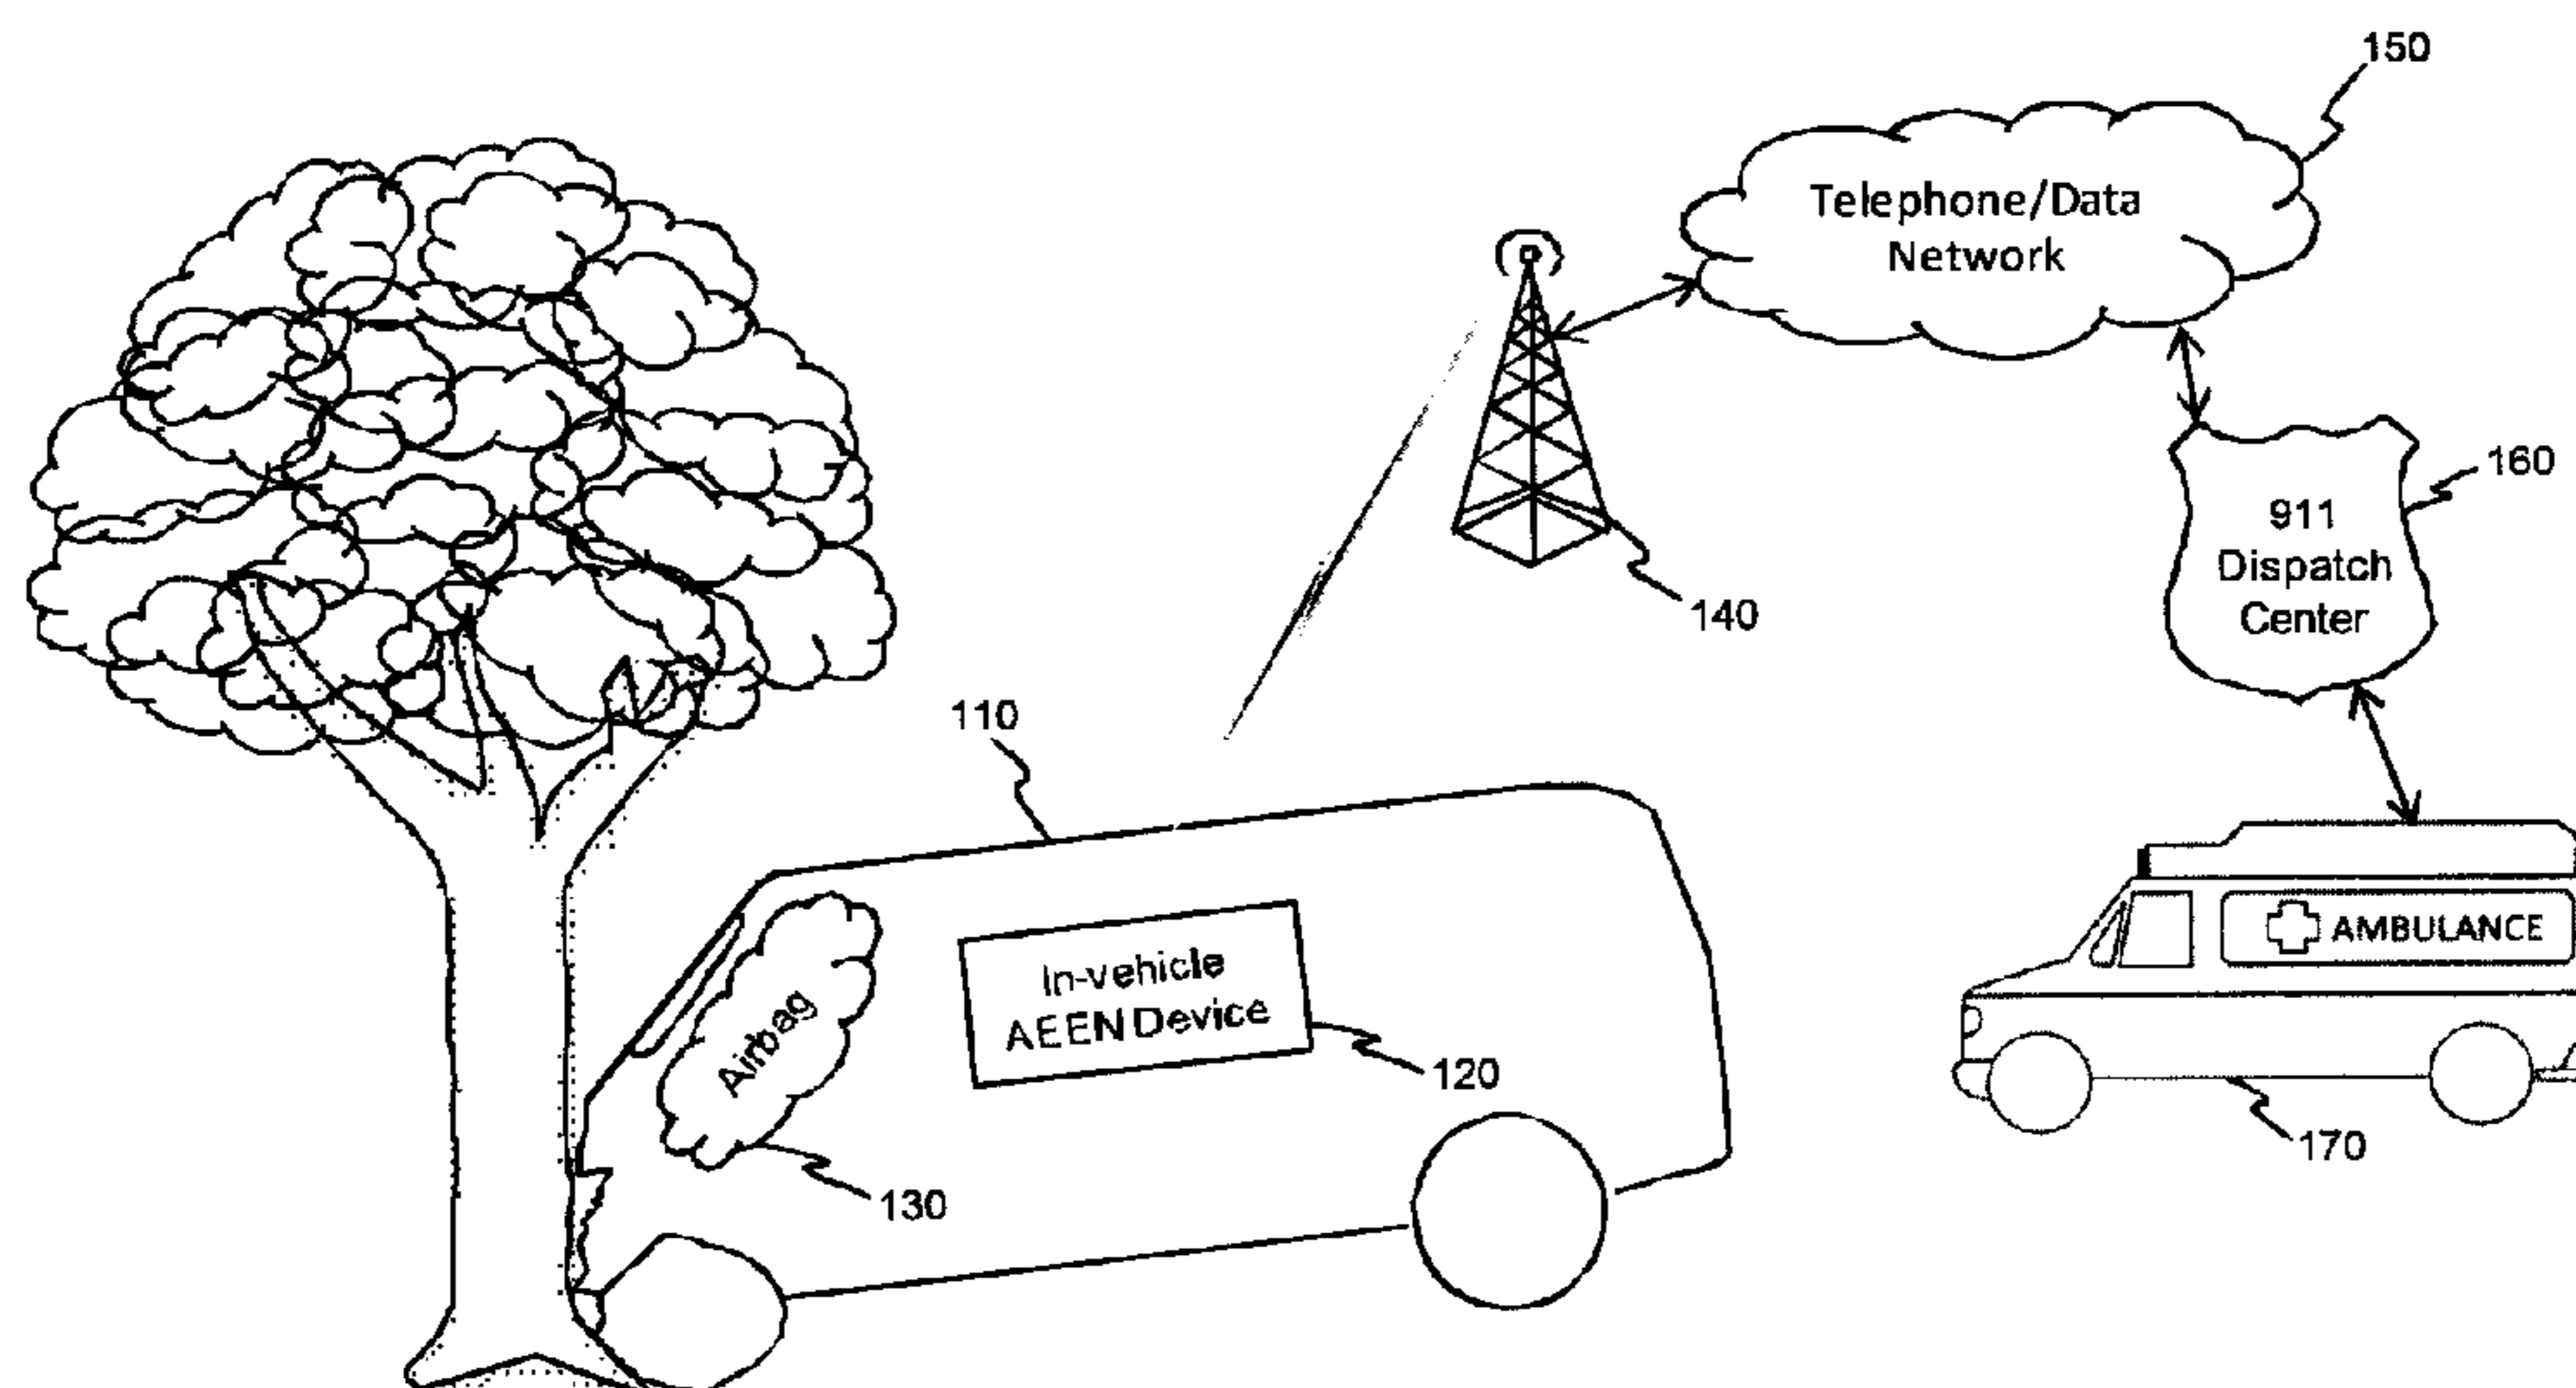 150
Telephone/Data
Network
160
911
Dispatch
Center
140
110
AMBULANCE
In-vehicle
AEEN Device
Airbag
120
170
130